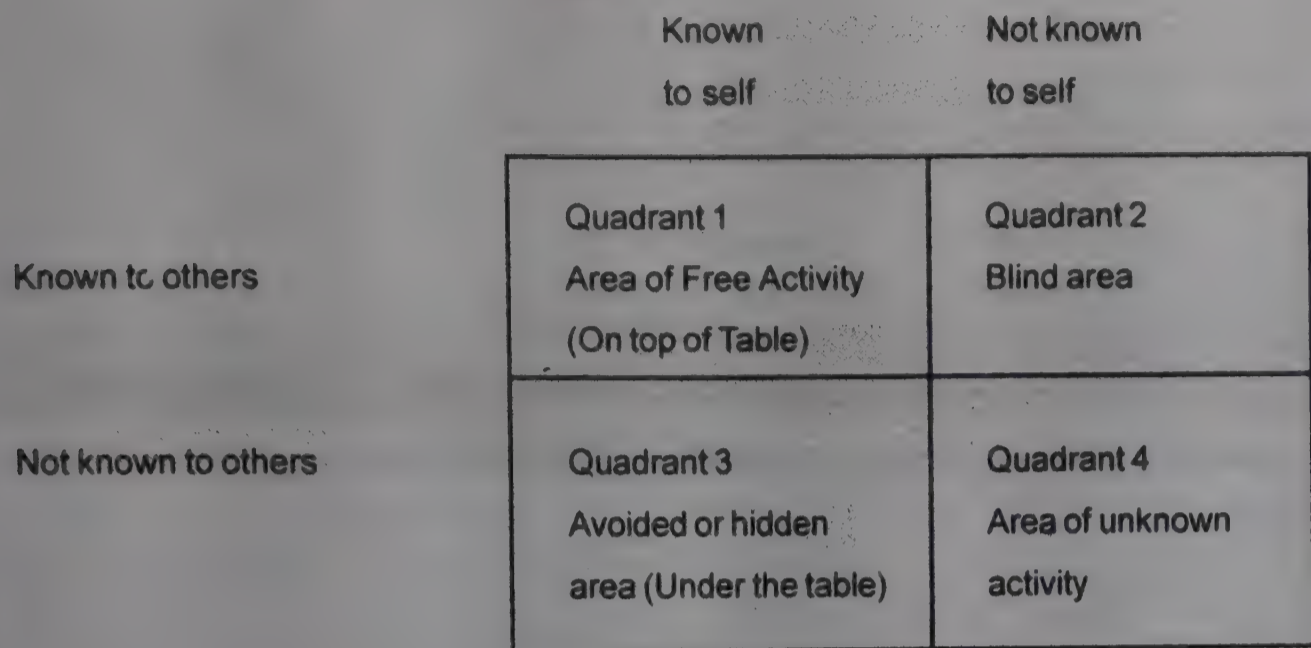 Known Not known
to self to self
Quadrant 1
Area of Free Activity
(On top of Table)
Quadrant 2
Blind area
Known to others
Quadrant 3
Avoided or hidden
area (Under the table)
Quadrant 4
Area of unknown
activity
Not known to others